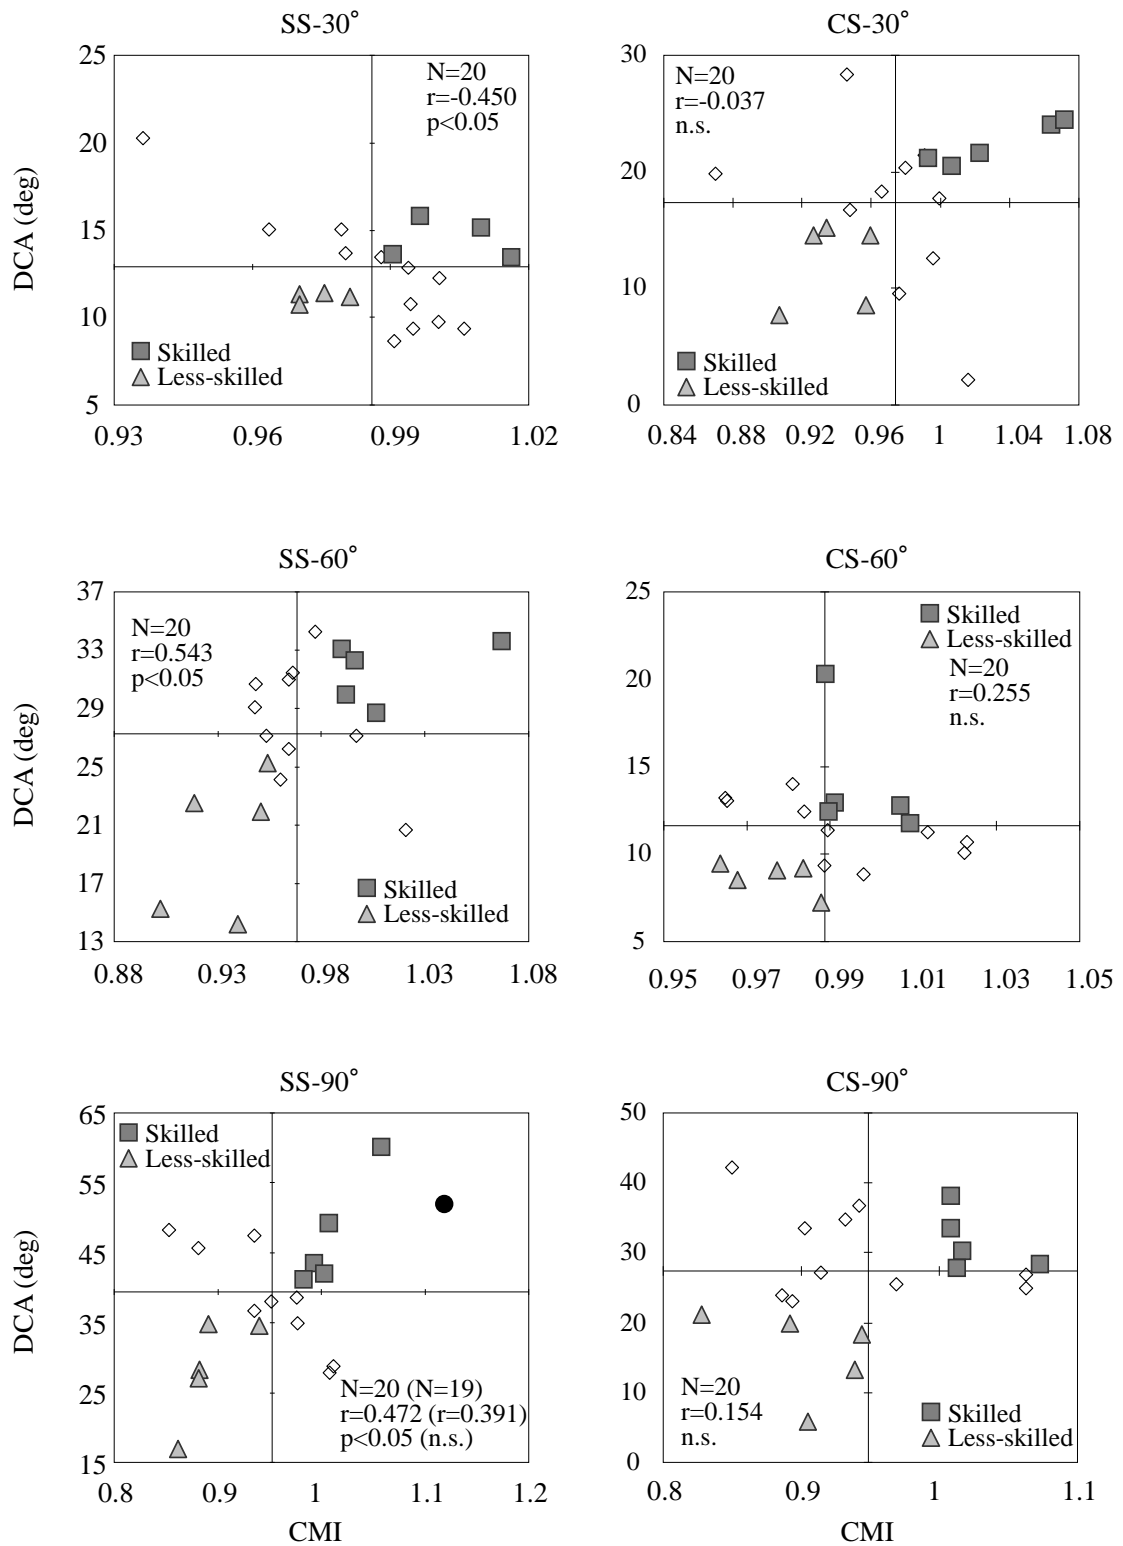 SS-30°
25
20
15
10
5
DCA (deg)
N=20
r=-0.450
p<0.05
Skilled
Less-skilled
0.93
0.96
0.99
1.02
CS-30°
30
20
10
0
N=20
r=-0.037
n.s.
Skilled
Less-skilled
0.84
0.88
0.92
0.96
1
1.04
1.08
SS-60°
37
33
29
25
21
17
13
DCA (deg)
N=20
r=0.543
p<0.05
Skilled
Less-skilled
0.88
0.93
0.98
1.03
1.08
CS-60°
25
20
15
10
5
Skilled
Less-skilled
N=20
r=0.255
n.s.
0.95
0.97
0.99
1.01
1.03
1.05
SS-90°
65
55
45
35
25
15
DCA (deg)
Skilled
Less-skilled
N=20 (N=19)
r=0.472 (r=0.391)
p<0.05 (n.s.)
0.8
0.9
1
1.1
1.2
CMI
CS-90°
50
40
30
20
10
0
N=20
r=0.154
n.s.
Skilled
Less-skilled
0.8
0.9
1
1.1
CMI